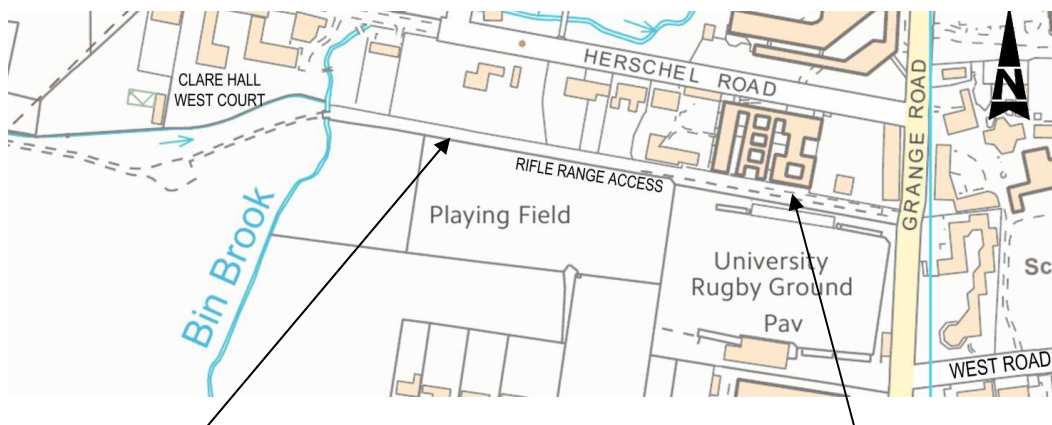 CLARE HALL
WEST COURT
HERSCHEL ROAD
GRANGE ROAD
N
RIFLE RANGE ACCESS
Playing Field
Bin Brook
University
Rugby Ground
Pav
Sc
WEST ROAD